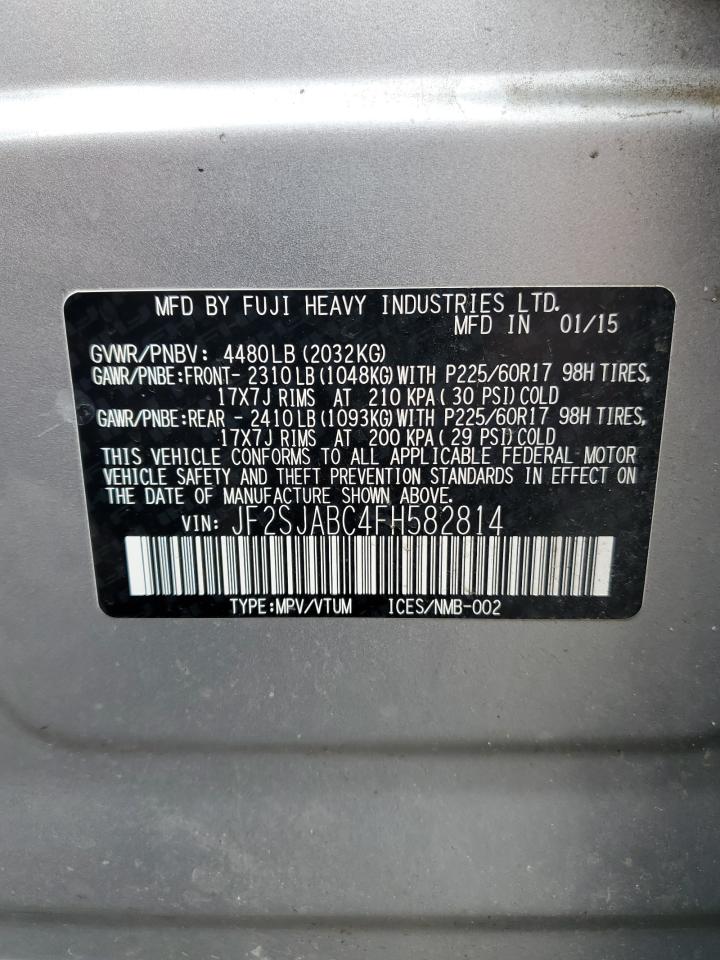 MFD BY FUJI HEAVY INDUSTRIES LTD.
MFD IN 01/15
GVWR/PNBV: 4480LB (2032KG)
GAWR/PNBE:FRONT- 2310LB (1048KG) WITH P225/60R17 98H TIRES,
17X7J RIMS AT 210 KPA ( 30 PSI) COLD
GAWR/PNBE:REAR - 2410LB (1093KG) WITH P225/60R17 98H TIRES,
17X7J RIMS AT 200 KPA ( 29 PSI) COLD
THIS VEHICLE CONFORMS TO ALL APPLICABLE FEDERAL MOTOR
VEHICLE SAFETY AND THEFT PREVENTION STANDARDS IN EFFECT ON
THE DATE OF MANUFACTURE SHOWN ABOVE.
VIN: JF2SJABC4FH582814
TYPE:MPV/VTUM ICES/NMB-002